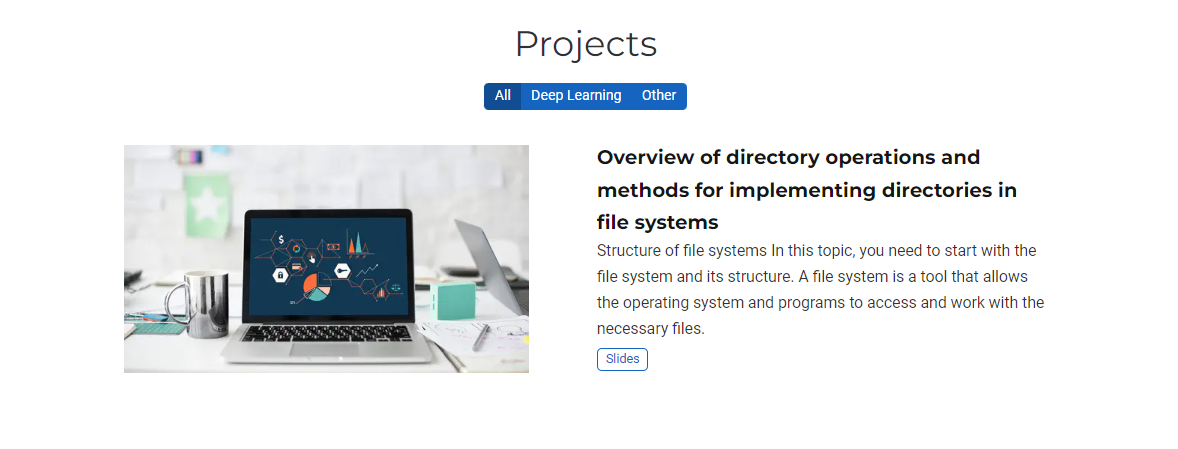 Projects
All Deep Learning Other
Overview of directory operations and
methods for implementing directories in
file systems
Structure of file systems In this topic, you need to start with the
file system and its structure. A file system is a tool that allows
the operating system and programs to access and work with the
necessary files.
Slides